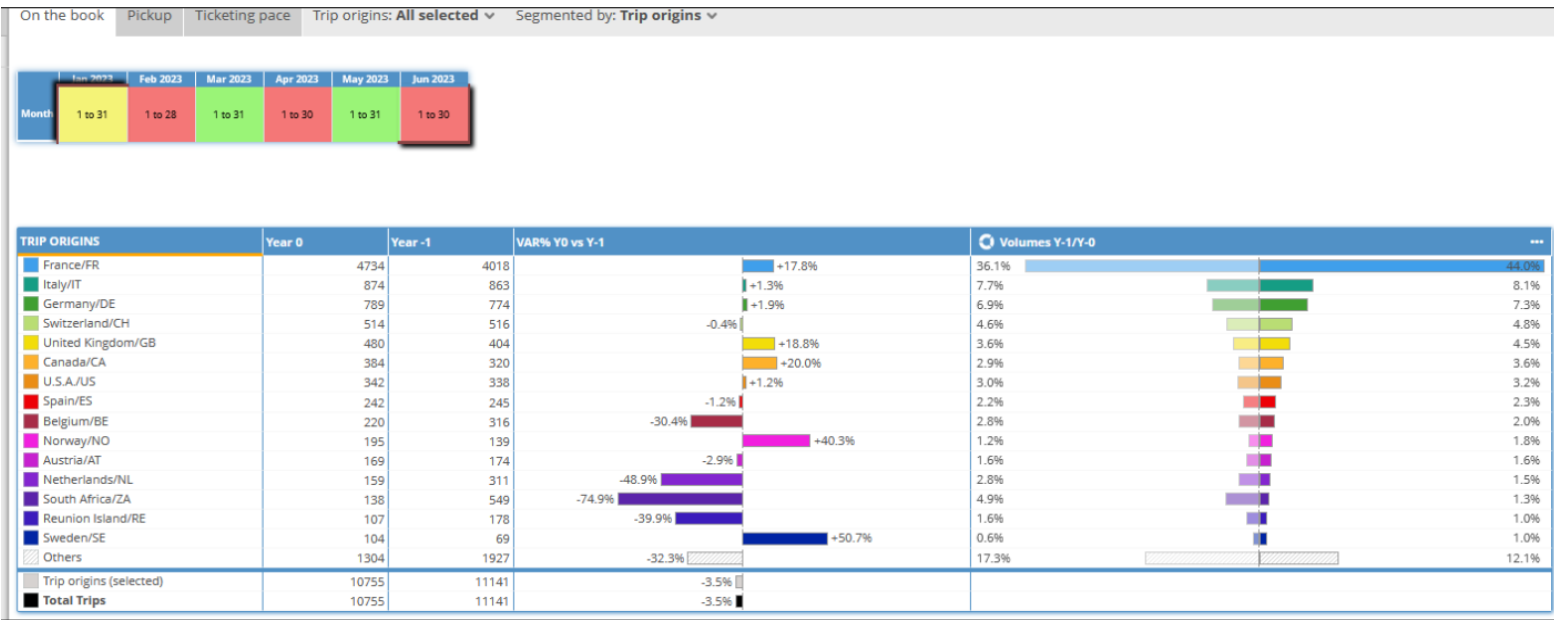 On the book Pickup Ticketing pace Trip origins: All selected Segmented by: Trip origins
Jan 2023 Feb 2023 Mar 2023 Apr 2023 May 2023 Jun 2023
Month 1 to 31 1 to 28 1 to 31 1 to 30 1 to 31 1 to 30
TRIP ORIGINS Year 0 Year -1 VAR% Y0 vs Y-1 Volumes Y-1/Y-0 •••
France/FR 4734 4018 +17.8% 36.1% 44.0%
Italy/IT 874 863 +1.3% 7.7% 8.1%
Germany/DE 789 774 +1.9% 6.9% 7.3%
Switzerland/CH 514 516 -0.4% 4.6% 4.8%
United Kingdom/GB 480 404 +18.8% 3.6% 4.5%
Canada/CA 384 320 +20.0% 2.9% 3.6%
U.S.A./US 342 338 +1.2% 3.0% 3.2%
Spain/ES 242 245 -1.2% 2.2% 2.3%
Belgium/BE 220 316 -30.4% 2.8% 2.0%
Norway/NO 195 139 +40.3% 1.2% 1.8%
Austria/AT 169 174 -2.9% 1.6% 1.6%
Netherlands/NL 159 311 -48.9% 2.8% 1.5%
South Africa/ZA 138 549 -74.9% 4.9% 1.3%
Reunion Island/RE 107 178 -39.9% 1.6% 1.0%
Sweden/SE 104 69 +50.7% 0.6% 1.0%
Others 1304 1927 -32.3% 17.3% 12.1%
Trip origins (selected) 10755 11141 -3.5%
Total Trips 10755 11141 -3.5%